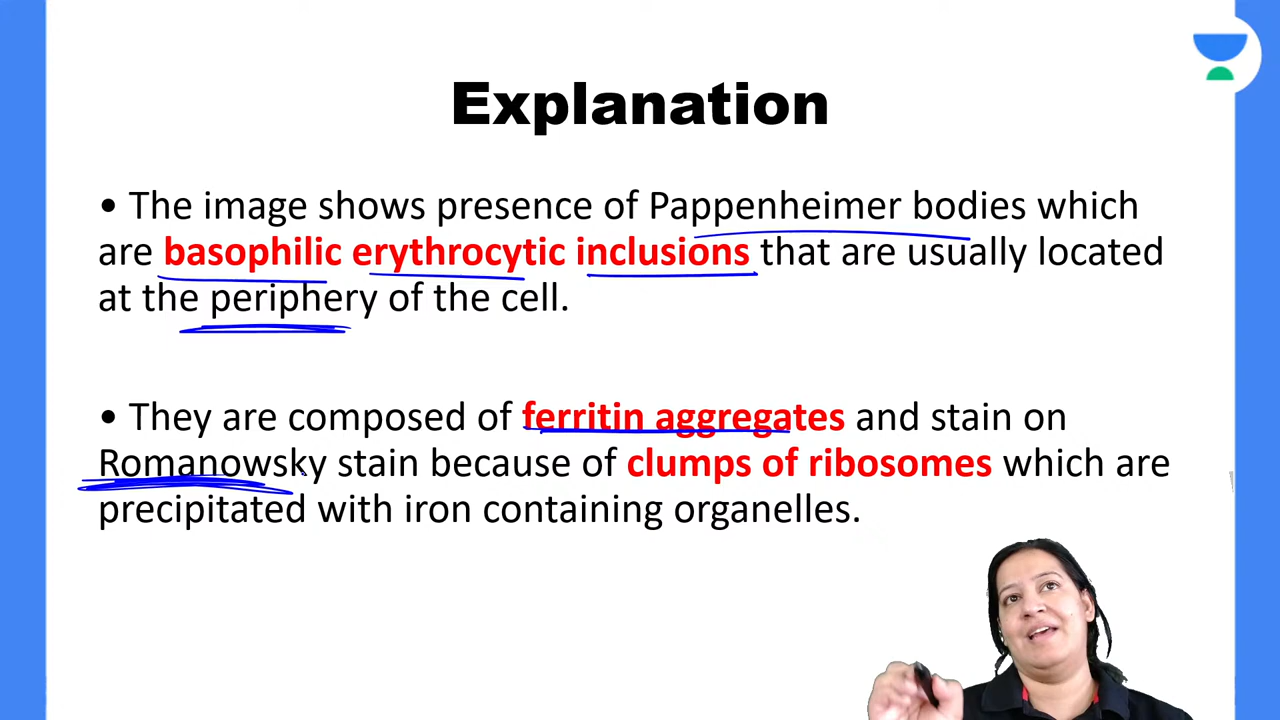 Explanation
• The image shows presence of Pappenheimer bodies which
are basophilic erythrocytic inclusions that are usually located
at the periphery of the cell.
• They are composed of ferritin aggregates and stain on
Romanowsky stain because of clumps of ribosomes which are
precipitated with iron containing organelles.